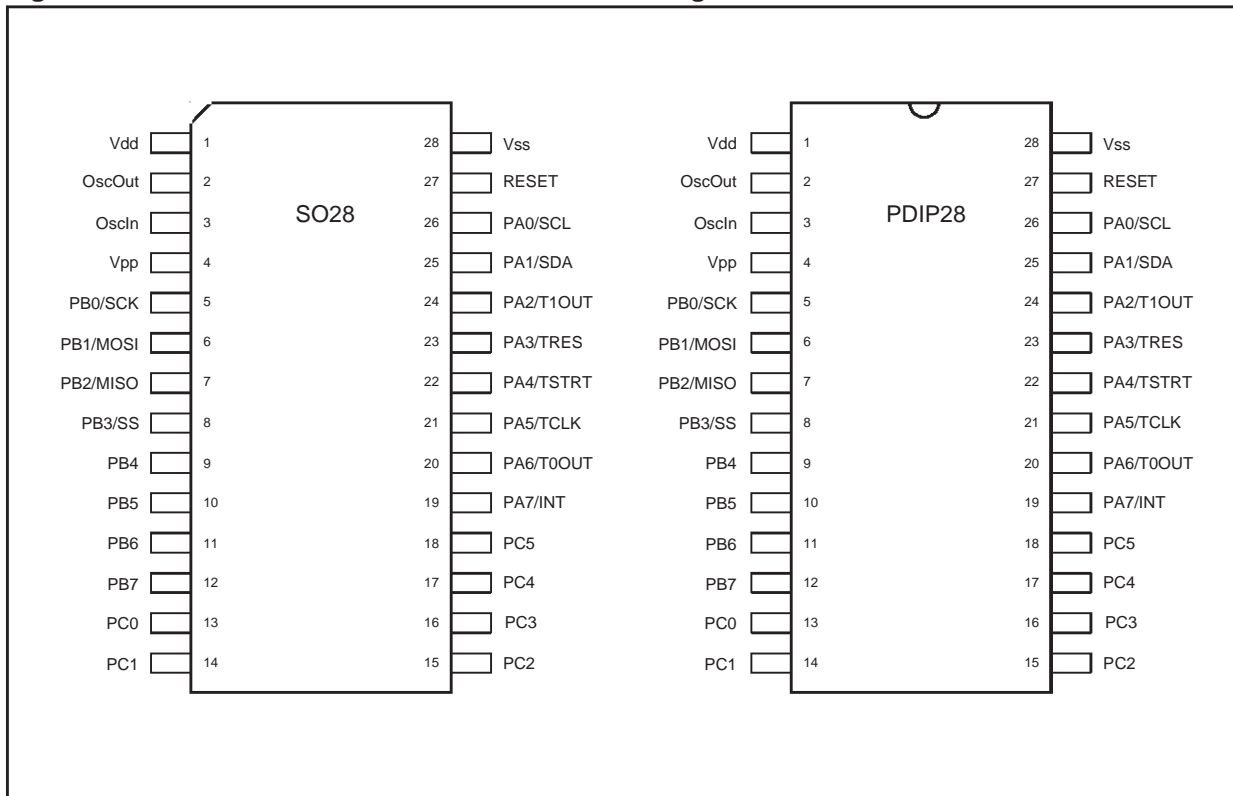 SO28
Vdd 1 28 Vss
OscOut 2 27 RESET
OscIn 3 26 PA0/SCL
Vpp 4 25 PA1/SDA
PB0/SCK 5 24 PA2/T1OUT
PB1/MOSI 6 23 PA3/TRES
PB2/MISO 7 22 PA4/TSTRT
PB3/SS 8 21 PA5/TCLK
PB4 9 20 PA6/T0OUT
PB5 10 19 PA7/INT
PB6 11 18 PC5
PB7 12 17 PC4
PC0 13 16 PC3
PC1 14 15 PC2
PDIP28
Vdd 1 28 Vss
OscOut 2 27 RESET
OscIn 3 26 PA0/SCL
Vpp 4 25 PA1/SDA
PB0/SCK 5 24 PA2/T1OUT
PB1/MOSI 6 23 PA3/TRES
PB2/MISO 7 22 PA4/TSTRT
PB3/SS 8 21 PA5/TCLK
PB4 9 20 PA6/T0OUT
PB5 10 19 PA7/INT
PB6 11 18 PC5
PB7 12 17 PC4
PC0 13 16 PC3
PC1 14 15 PC2